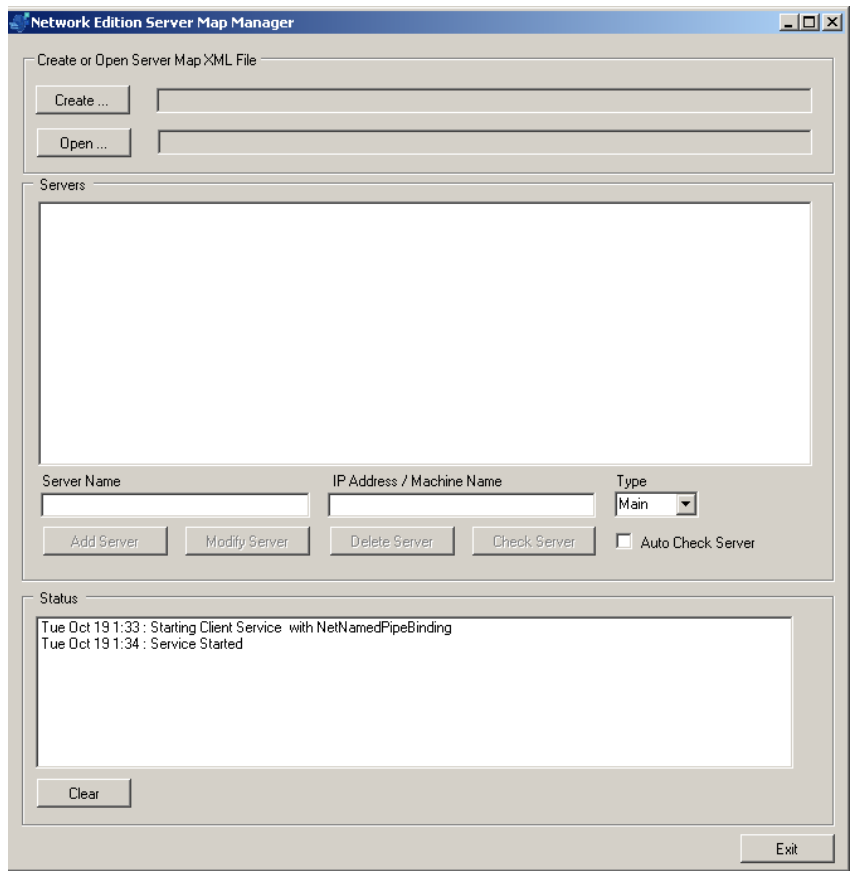 Network Edition Server Map Manager
Create or Open Server Map XML File
Create ...
Open ...
Servers
Server Name
IP Address / Machine Name
Type
Main
Add Server
Modify Server
Delete Server
Check Server
Auto Check Server
Status
Tue Oct 19 1:33 : Starting Client Service  with NetNamedPipeBinding
Tue Oct 19 1:34 : Service Started
Clear
Exit